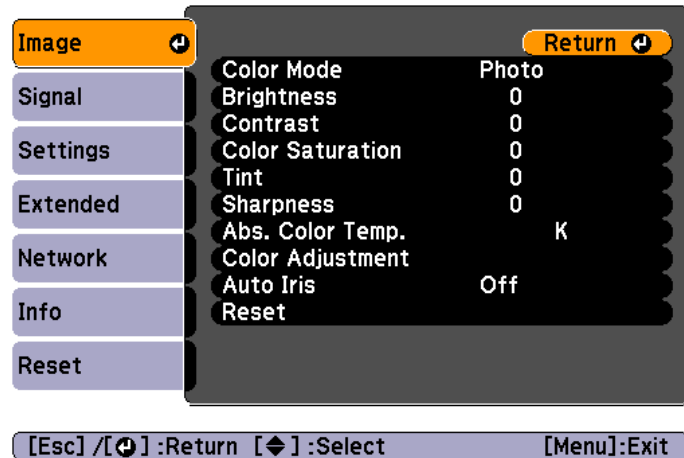 Image
Signal
Settings
Extended
Network
Info
Reset
Return
Color Mode Photo
Brightness 0
Contrast 0
Color Saturation 0
Tint 0
Sharpness 0
Abs. Color Temp. K
Color Adjustment
Auto Iris Off
Reset
[Esc] /[ ] :Return [ ] :Select [Menu]:Exit